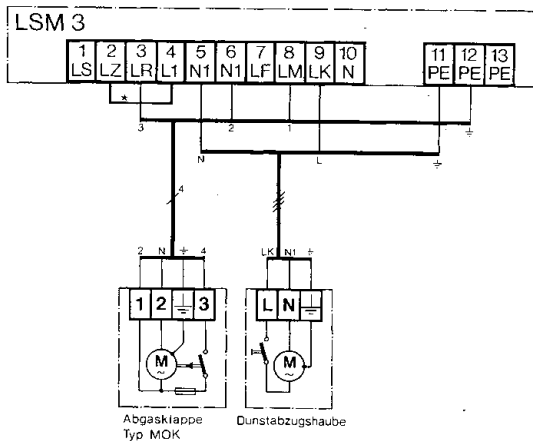 LSM 3
1 2 3 4 5 6 7 8 9 10 11 12 13
LS LZ LR L1 N1 N1 LF LM LK N PE PE PE
*
3 2 1
N L
4
2 N 4 LK N1
1 2 3 L N
M ~ M ~
Abgasklappe Dunstabzugshaube
Typ MOK